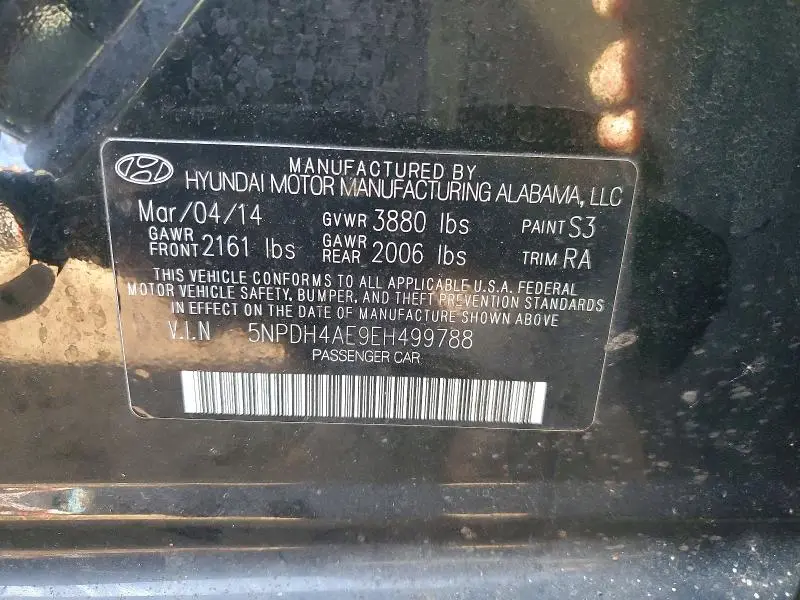 MANUFACTURED BY
HYUNDAI MOTOR MANUFACTURING ALABAMA, LLC
Mar/04/14 GVWR 3880 lbs PAINT S3
GAWR FRONT 2161 lbs GAWR REAR 2006 lbs TRIM RA
THIS VEHICLE CONFORMS TO ALL APPLICABLE U.S.A. FEDERAL
MOTOR VEHICLE SAFETY, BUMPER, AND THEFT PREVENTION STANDARDS
IN EFFECT ON THE DATE OF MANUFACTURE SHOWN ABOVE
V.I.N 5NPDH4AE9EH499788
PASSENGER CAR